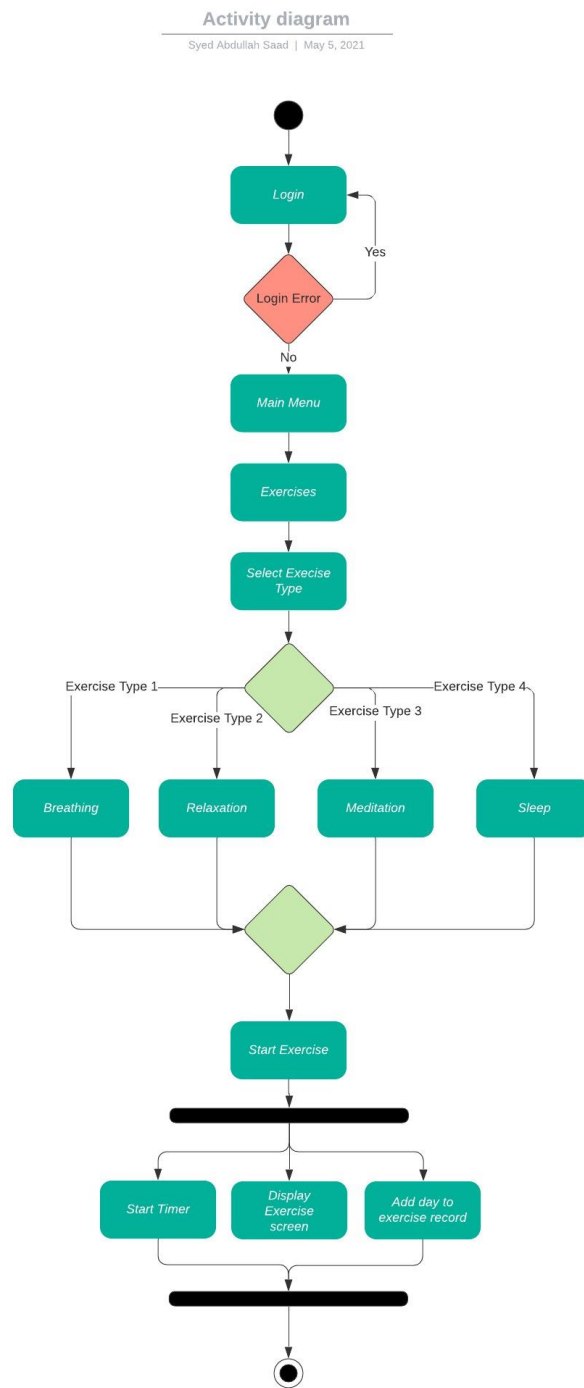 Activity diagram
Syed Abdullah Saad | May 5, 2021
Login
Yes
Login Error
No
Main Menu
Exercises
Select Execise
Type
Exercise Type 1
Exercise Type 2
Exercise Type 3
Exercise Type 4
Breathing
Relaxation
Meditation
Sleep
Start Exercise
Start Timer
Display
Exercise
screen
Add day to
exercise record